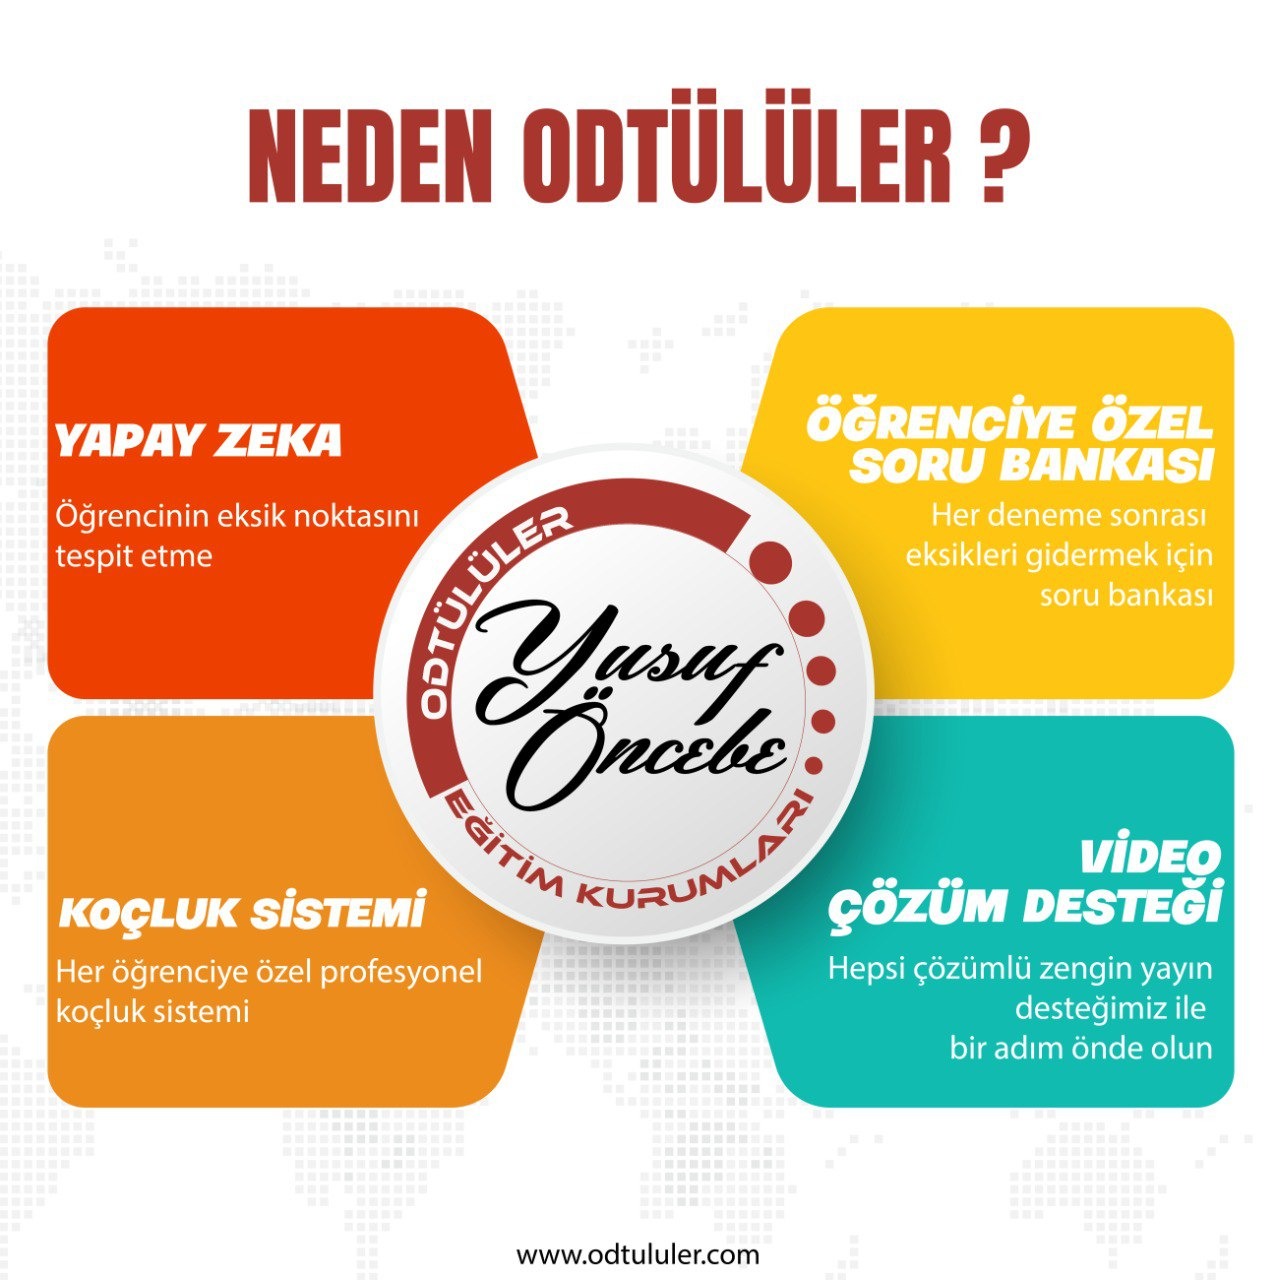 NEDEN ODTÜLÜLER ?
YAPAY ZEKA
Öğrencinin eksik noktasını
tespit etme
ÖĞRENCİYE ÖZEL
SORU BANKASI
Her deneme sonrası
eksikleri gidermek için
soru bankası
ODTÜLÜLER
Yusuf
Öncebe
EĞİTİM KURUMLARI
KOÇLUK SİSTEMİ
Her öğrenciye özel profesyonel
koçluk sistemi
VİDEO
ÇÖZÜM DESTEĞİ
Hepsi çözümlü zengin yayın
desteğimiz ile
bir adım önde olun
www.odtululer.com